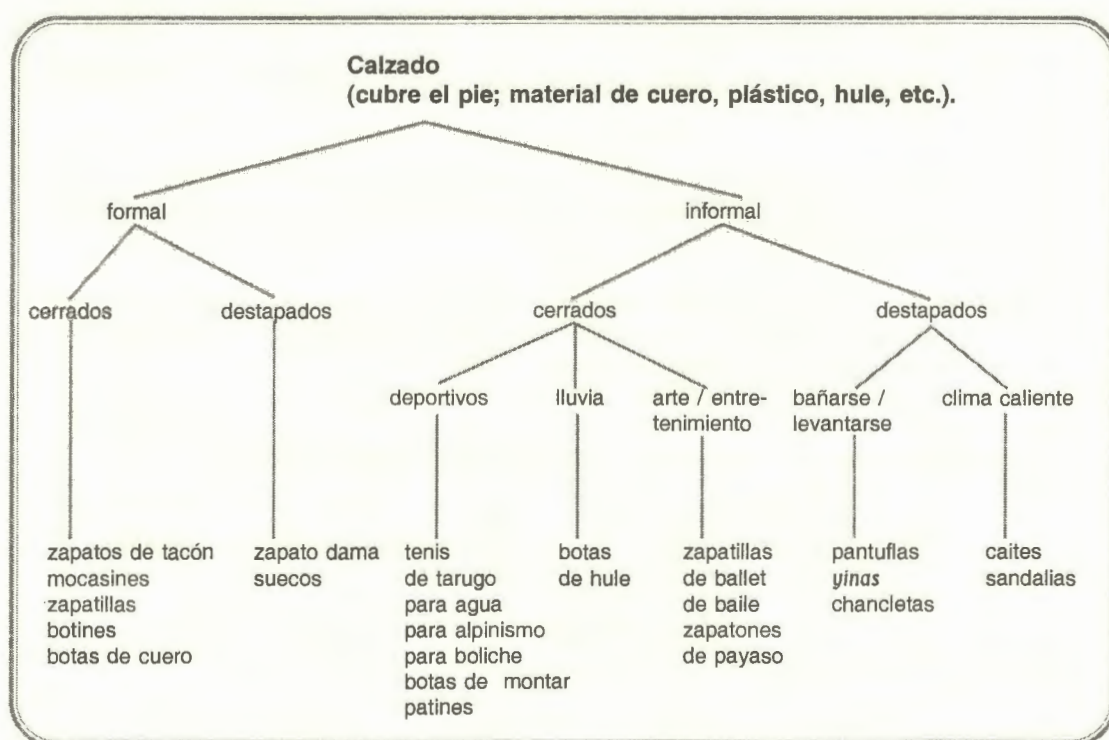 Calzado
(cubre el pie; material de cuero, plástico, hule, etc.).
formal
informal
cerrados
destapados
cerrados
destapados
deportivos
lluvia
arte / entre-
tenimiento
bañarse /
levantarse
clima caliente
zapatos de tacón
mocasines
zapatillas
botines
botas de cuero
zapato dama
suecos
tenis
de tarugo
para agua
para alpinismo
para boliche
botas de montar
patines
botas
de hule
zapatillas
de ballet
de baile
zapatones
de payaso
pantuflas
yinas
chancletas
caites
sandalias